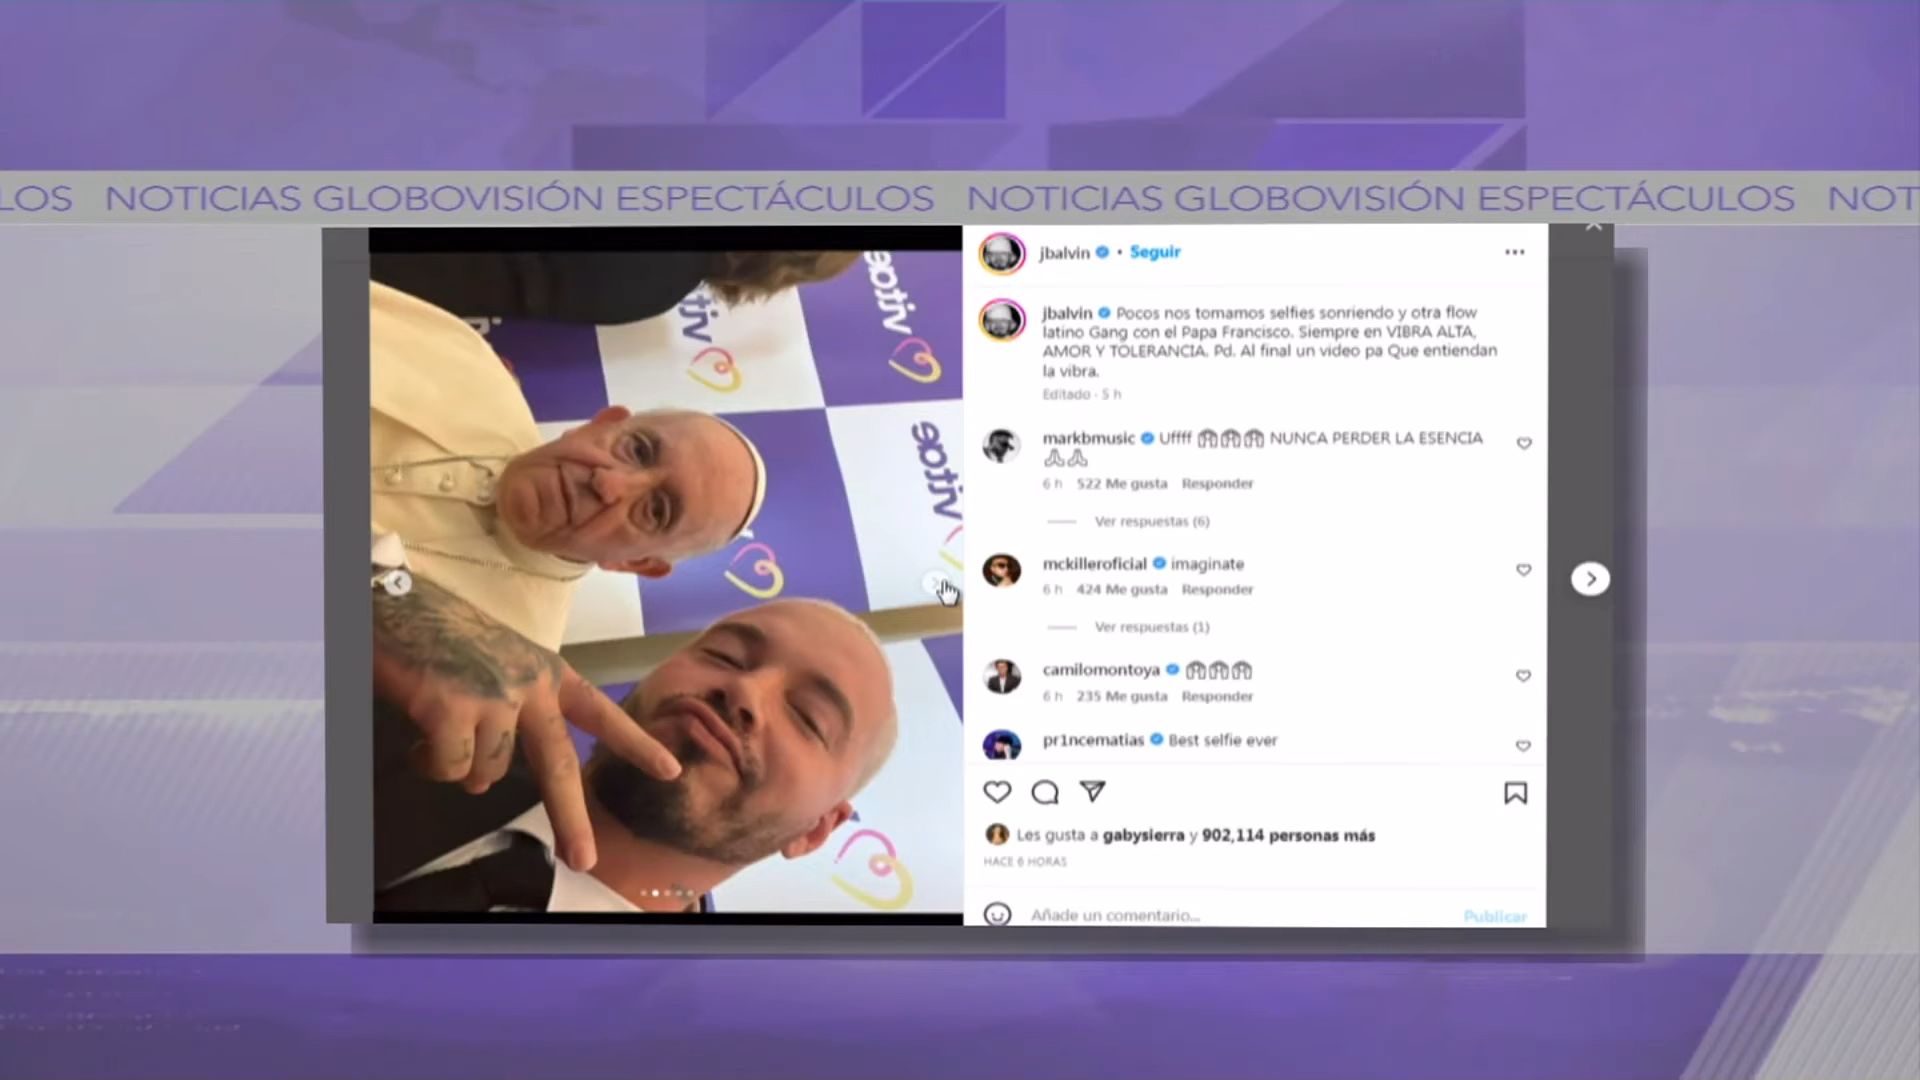 LOS NOTICIAS GLOBOVISIÓN ESPECTÁCULOS NOTICIAS GLOBOVISIÓN ESPECTÁCULOS NOT
vitae
vitae
jbalvin • Seguir
jbalvin Pocos nos tomamos selfies sonriendo y otra flow
latino Gang con el Papa Francisco. Siempre en VIBRA ALTA,
AMOR Y TOLERANCIA. Pd. Al final un video pa Que entiendan
la vibra.
Editado · 5 h
markbmusic Uffff NUNCA PERDER LA ESENCIA
6 h 522 Me gusta Responder
Ver respuestas (6)
mckilleroficial imaginate
6 h 424 Me gusta Responder
Ver respuestas (1)
camilomontoya
6 h 235 Me gusta Responder
pr1ncematias Best selfie ever
Les gusta a gabysierra y 902,114 personas más
HACE 6 HORAS
Añade un comentario...
Publicar